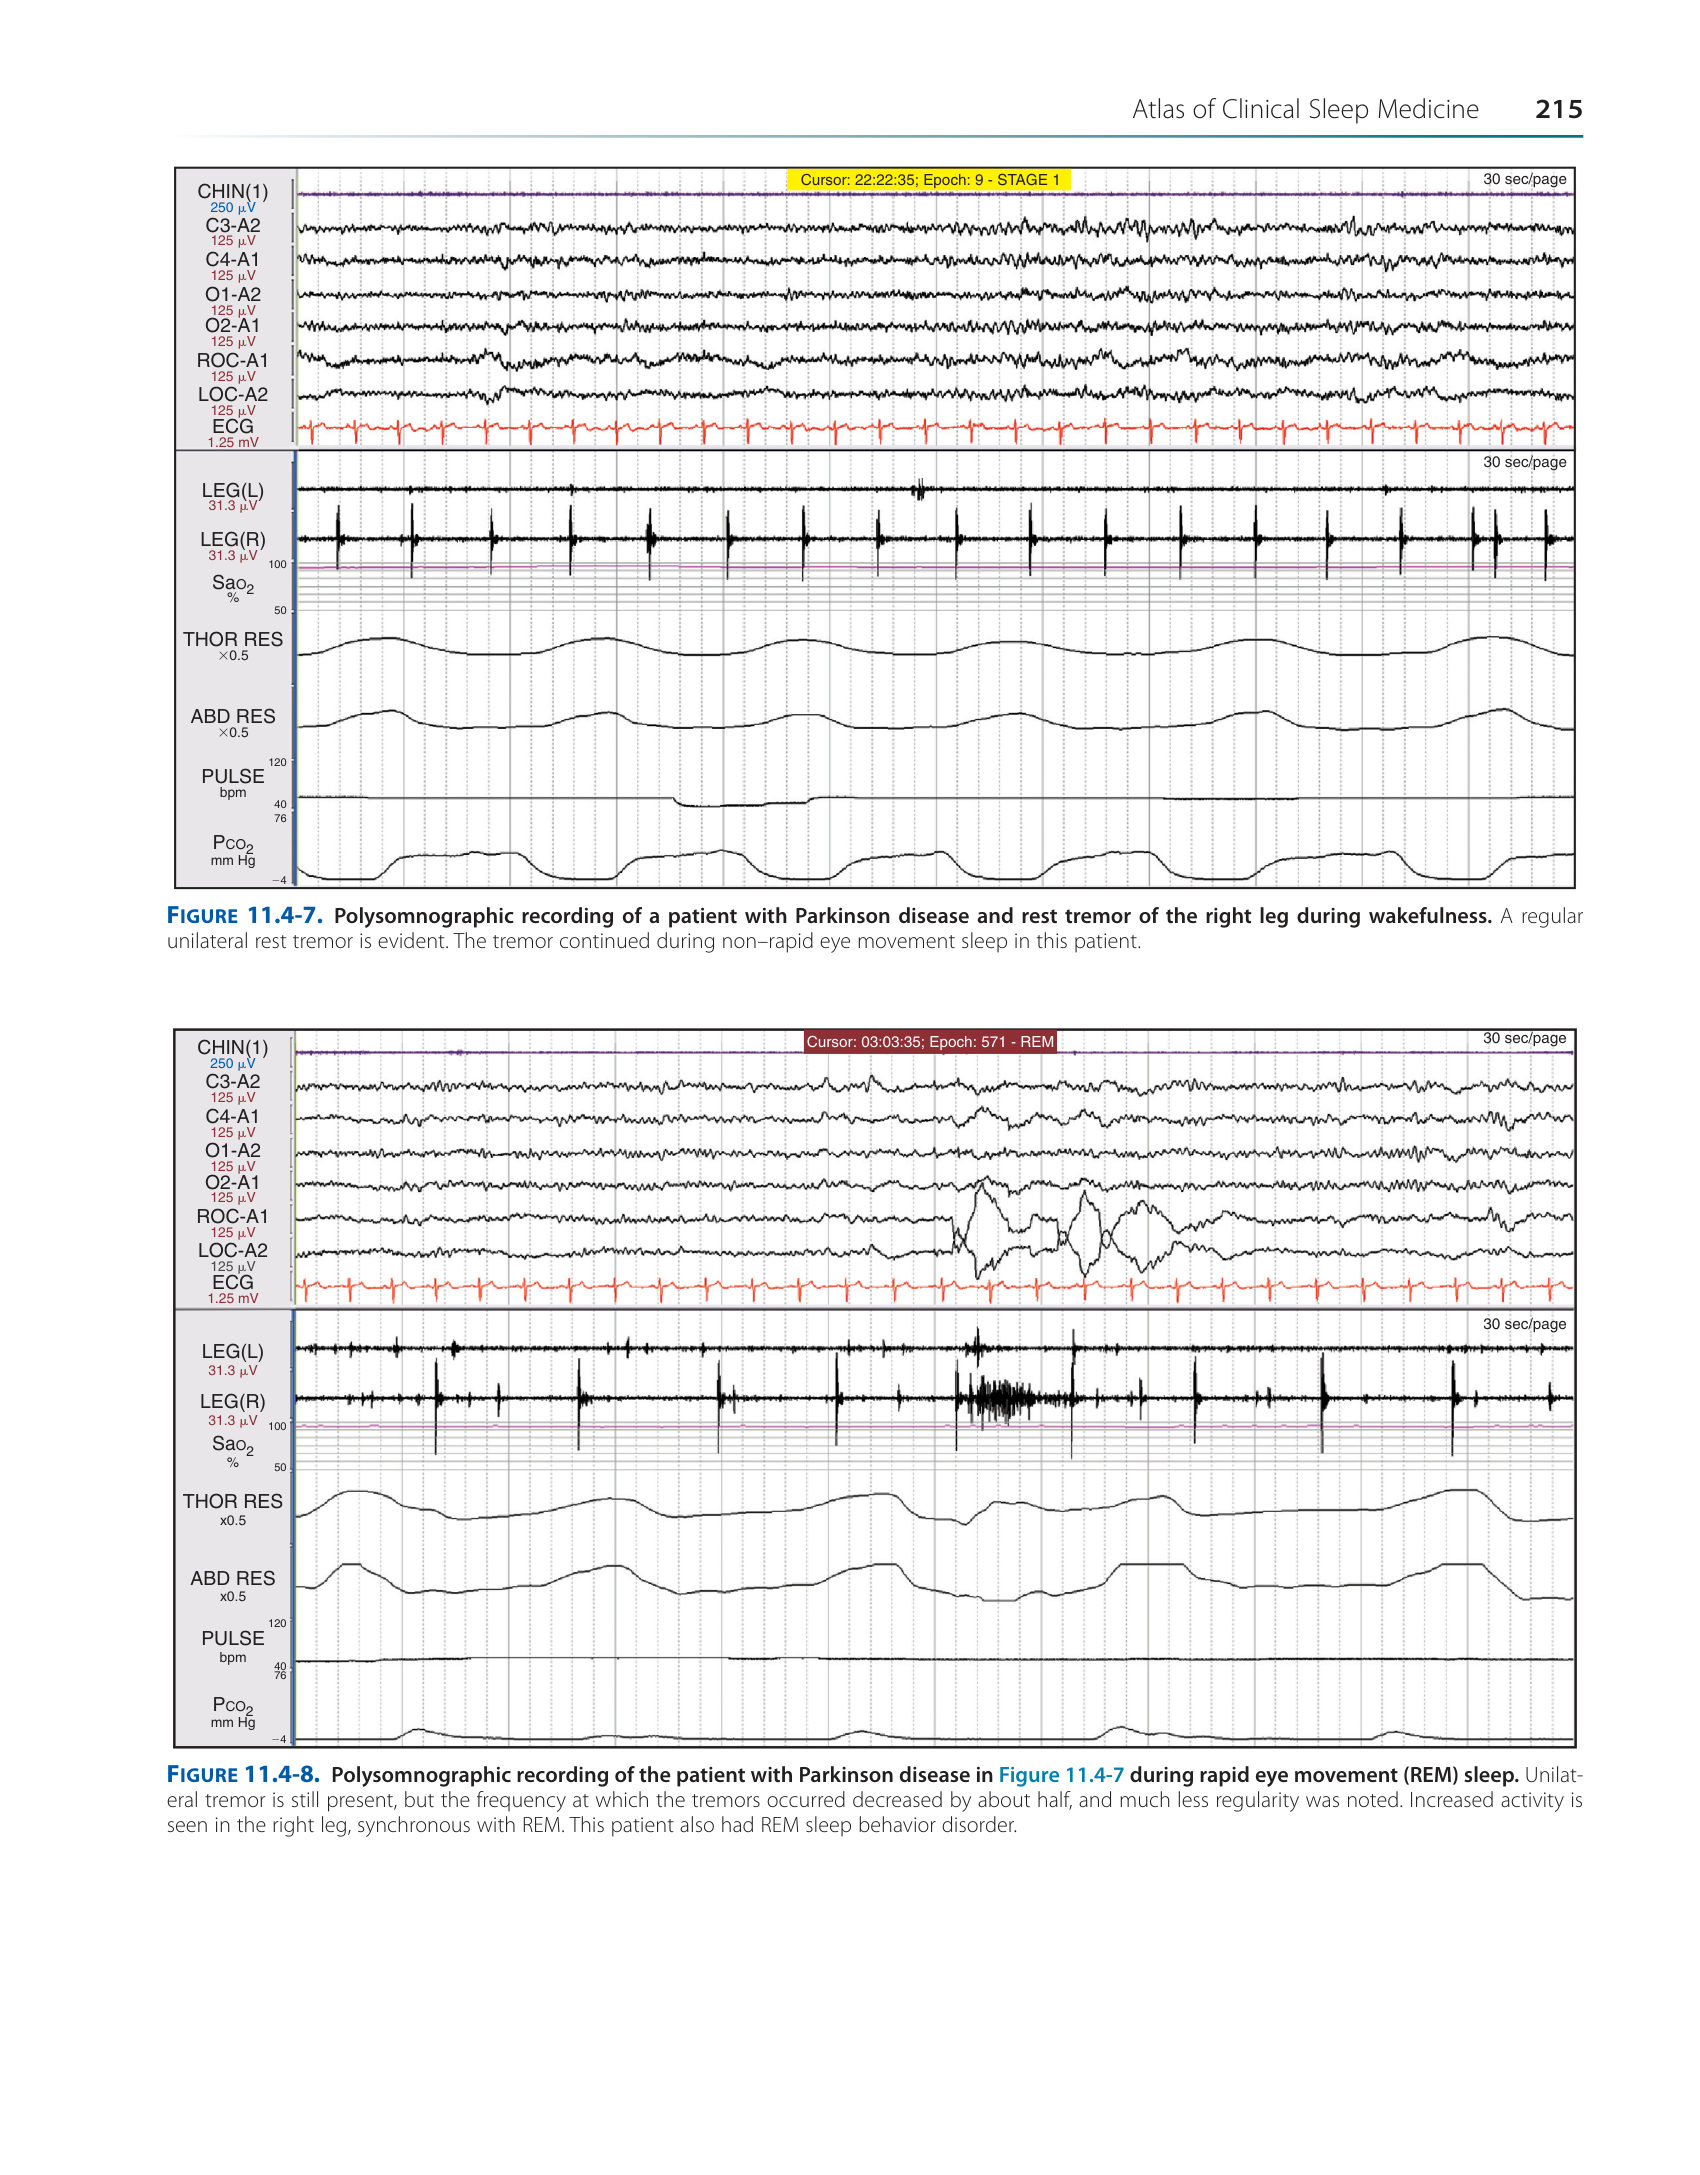 Atlas of Clinical Sleep Medicine 215
Cursor: 22:22:35; Epoch: 9 - STAGE 1
30 sec/page
CHIN(1)
250 µV
C3-A2
125 µV
C4-A1
125 µV
O1-A2
125 µV
O2-A1
125 µV
ROC-A1
125 µV
LOC-A2
125 µV
ECG
1.25 mV
30 sec/page
LEG(L)
31.3 µV
LEG(R)
31.3 µV
100
Sao2
%
50
THOR RES
×0.5
ABD RES
×0.5
120
PULSE
bpm
40
76
PCO2
mm Hg
−4
FIGURE 11.4-7. Polysomnographic recording of a patient with Parkinson disease and rest tremor of the right leg during wakefulness. A regular
unilateral rest tremor is evident. The tremor continued during non–rapid eye movement sleep in this patient.
Cursor: 03:03:35; Epoch: 571 - REM
30 sec/page
CHIN(1)
250 µV
C3-A2
125 µV
C4-A1
125 µV
O1-A2
125 µV
O2-A1
125 µV
ROC-A1
125 µV
LOC-A2
125 µV
ECG
1.25 mV
30 sec/page
LEG(L)
31.3 µV
LEG(R)
31.3 µV
100
Sao2
%
50
THOR RES
x0.5
ABD RES
x0.5
120
PULSE
bpm
40
76
PCO2
mm Hg
−4
FIGURE 11.4-8. Polysomnographic recording of the patient with Parkinson disease in Figure 11.4-7 during rapid eye movement (REM) sleep. Unilat-
eral tremor is still present, but the frequency at which the tremors occurred decreased by about half, and much less regularity was noted. Increased activity is
seen in the right leg, synchronous with REM. This patient also had REM sleep behavior disorder.